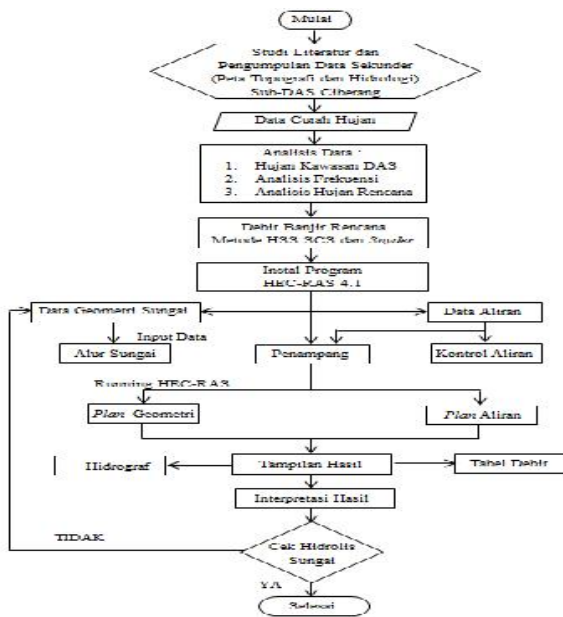 Mulai
Studi Literatur dan
Pengumpulan Data Sekunder
(Peta Topografi dan Hidrologi)
Sub-DAS Ciberang
Data Curah Hujan
Analisis Data :
1. Hujan Kawasan DAS
2. Analisis Frekuensi
3. Analisis Hujan Rencana
Debit Banjir Rencana
Metode HSS SCS dan Snyder
Instal Program
HEC-RAS 4.1
Data Geometri Sungai
Data Aliran
Input Data
Alur Sungai
Penampang
Kontrol Aliran
Running HEC-RAS
Plan Geometri
Plan Aliran
Hidrograf
Tampilan Hasil
Tabel Debit
Interpretasi Hasil
TIDAK
Cek Hidrolis
Sungai
YA
Selesai